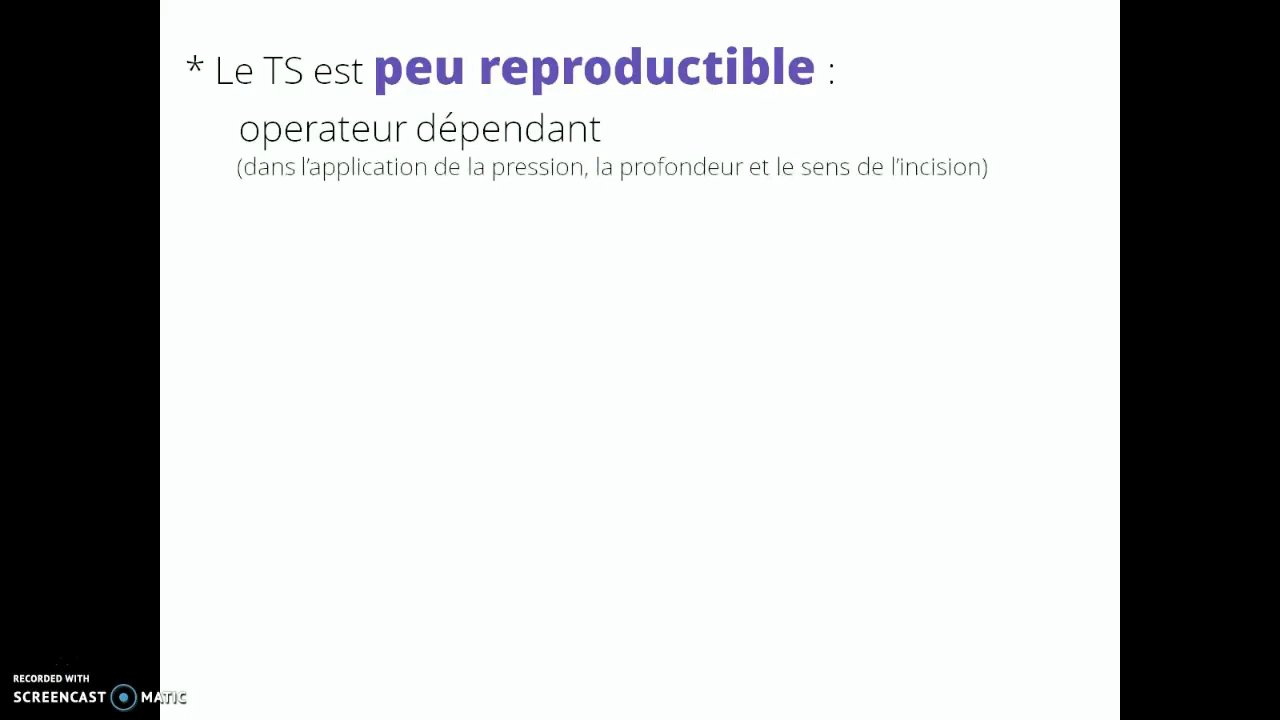 * Le TS est peu reproductible :
operateur dépendant
(dans l'application de la pression, la profondeur et le sens de l'incision)
RECORDED WITH
SCREENCAST MATIC